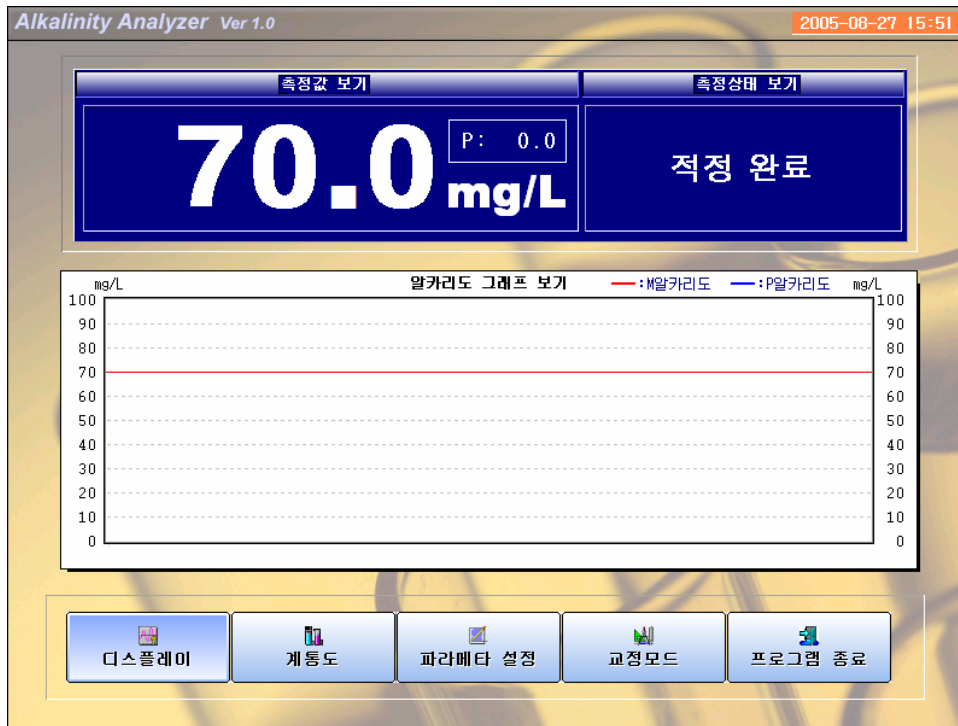 Alkalinity Analyzer Ver 1.0
2005-08-27 15:51
측정값 보기
측정상태 보기
70.0 mg/L
P: 0.0
적정 완료
mg/L 알카리도 그래프 보기 :M알카리도 :P알카리도 mg/L
100 100
90 90
80 80
70 70
60 60
50 50
40 40
30 30
20 20
10 10
0 0
디스플레이 계통도 파라메타 설정 교정모드 프로그램 종료